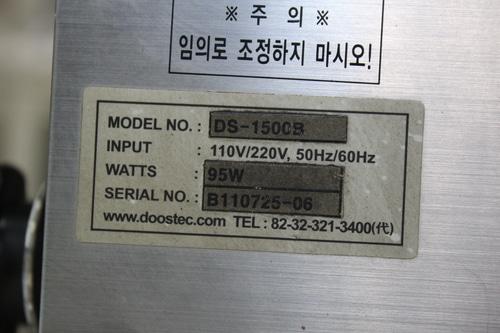 ※ 주 의 ※
임의로 조정하지 마시오!
MODEL NO. : DS-1500B
INPUT : 110V/220V, 50Hz/60Hz
WATTS : 95W
SERIAL NO. : B110725-06
www.doostec.com TEL : 82-32-321-3400(代)